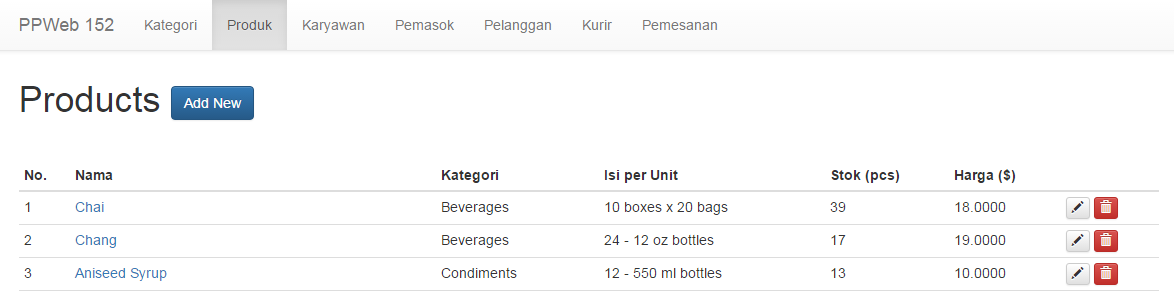 PPWeb 152 Kategori Produk Karyawan Pemasok Pelanggan Kurir Pemesanan
Products Add New
No. Nama Kategori Isi per Unit Stok (pcs) Harga ($)
1 Chai Beverages 10 boxes x 20 bags 39 18.0000
2 Chang Beverages 24 - 12 oz bottles 17 19.0000
3 Aniseed Syrup Condiments 12 - 550 ml bottles 13 10.0000